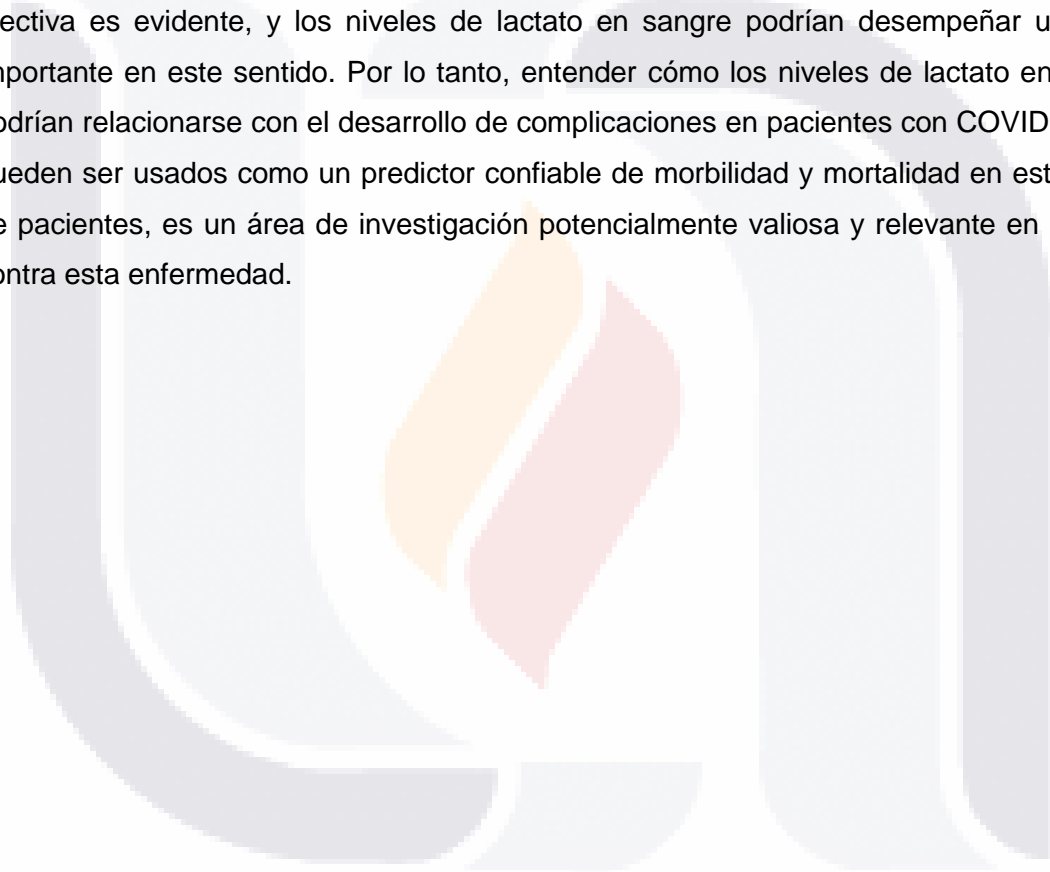 ectiva es evidente, y los niveles de lactato en sangre podrían desempeñar u
portante en este sentido. Por lo tanto, entender cómo los niveles de lactato en
odrían relacionarse con el desarrollo de complicaciones en pacientes con COVID
ueden ser usados como un predictor confiable de morbilidad y mortalidad en est
e pacientes, es un área de investigación potencialmente valiosa y relevante en
ontra esta enfermedad.